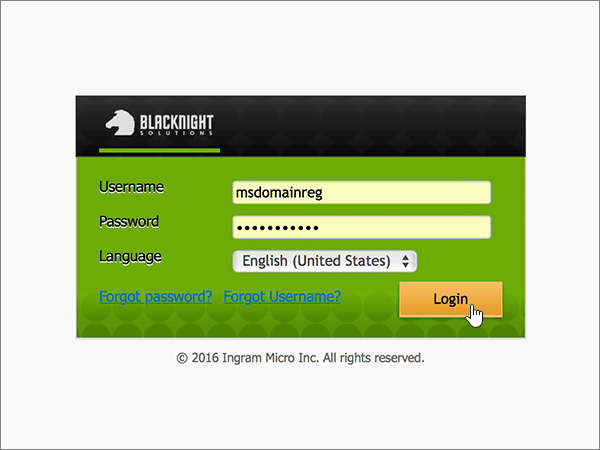 BLACKNIGHT
SOLUTIONS
Username
msdomainreg
Password
•••••••••••
Language
English (United States)
Forgot password? Forgot Username?
Login
© 2016 Ingram Micro Inc. All rights reserved.